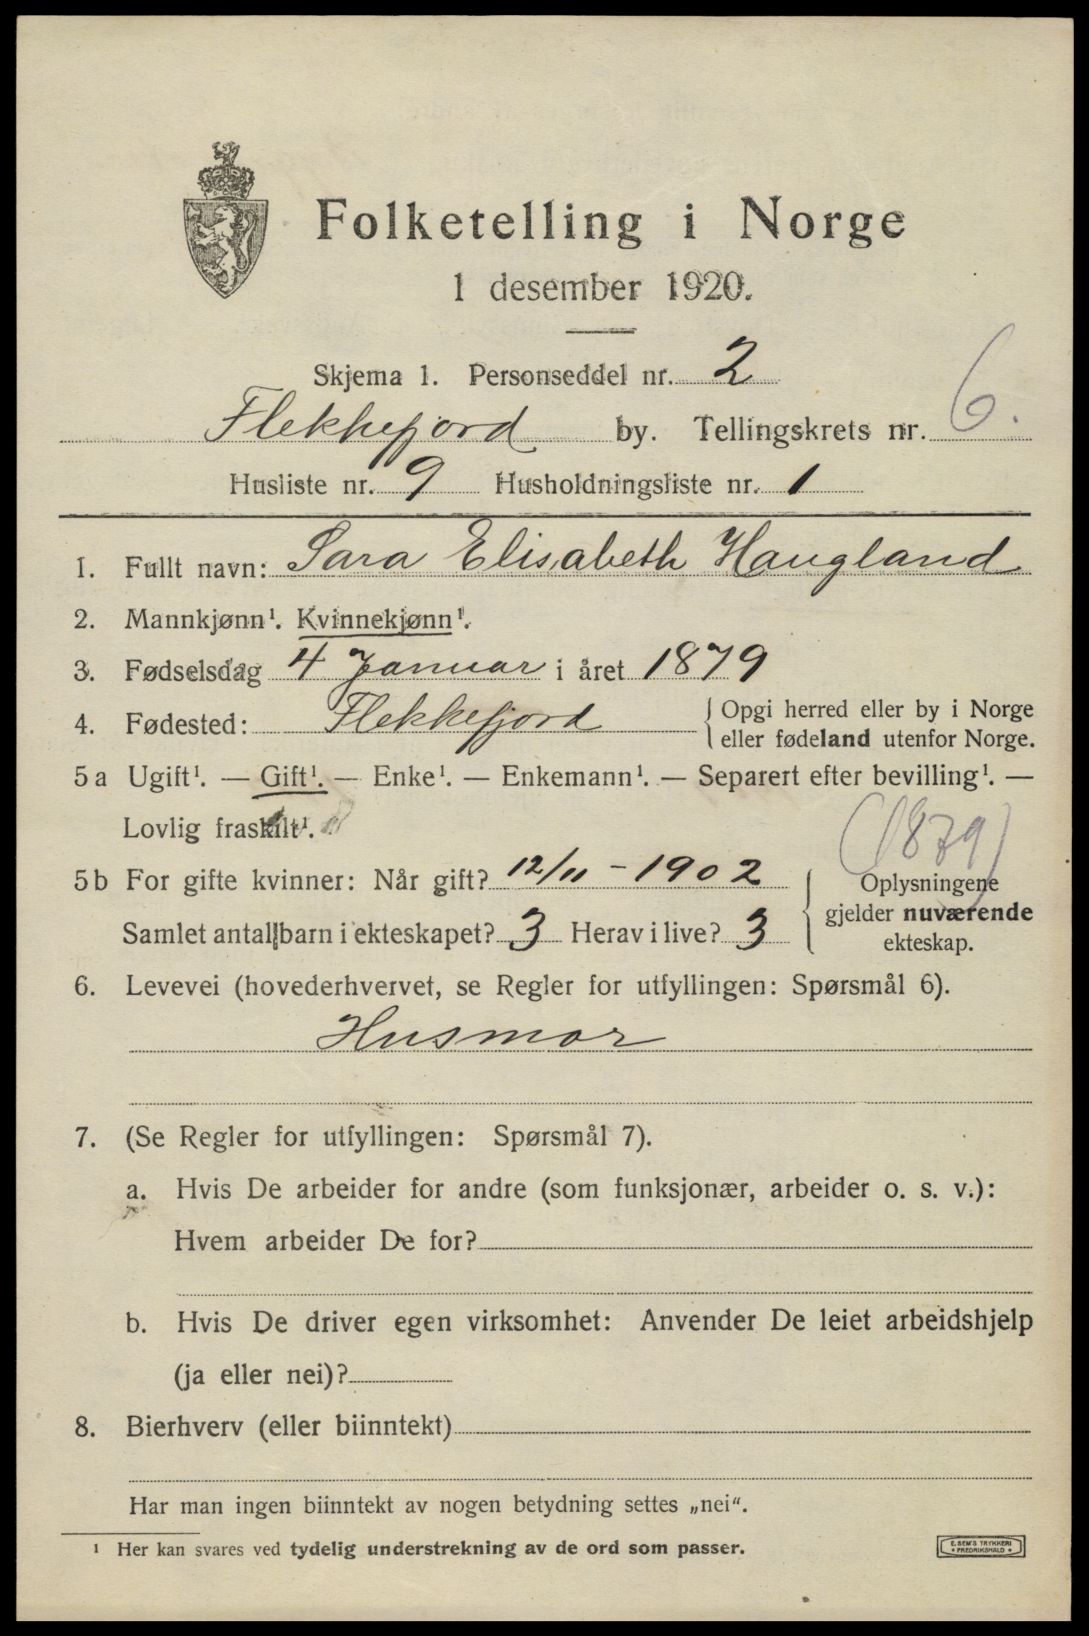 Folketelling i Norge
1 desember 1920.
Skjema 1. Personseddel nr. 2
Flekkefjord by. Tellingskrets nr. 6.
Husliste nr. 9 Husholdningsliste nr. 1
1. Fullt navn: Sara Elisabeth Haugland
2. Mannkjønn¹. Kvinnekjønn¹.
3. Fødselsdag 4 Januar i året 1879
4. Fødested: Flekkefjord { Opgi herred eller by i Norge
eller fødeland utenfor Norge.
5a Ugift¹. — Gift¹. — Enke¹. — Enkemann¹. — Separert efter bevilling¹. —
Lovlig fraskilt¹.
(1879)
5b For gifte kvinner: Når gift? 12/11 - 1902
Samlet antall barn i ekteskapet? 3 Herav i live? 3
{ Oplysningene
gjelder nuværende
ekteskap.
6. Levevei (hovederhvervet, se Regler for utfyllingen: Spørsmål 6).
Husmor
7. (Se Regler for utfyllingen: Spørsmål 7).
a. Hvis De arbeider for andre (som funksjonær, arbeider o. s. v.):
Hvem arbeider De for?
b. Hvis De driver egen virksomhet: Anvender De leiet arbeidshjelp
(ja eller nei)?
8. Bierhverv (eller biinntekt)
Har man ingen biinntekt av nogen betydning settes „nei“.
¹ Her kan svares ved tydelig understrekning av de ord som passer.
E. SEM'S TRYKKERI
• FREDRIKSHALD •